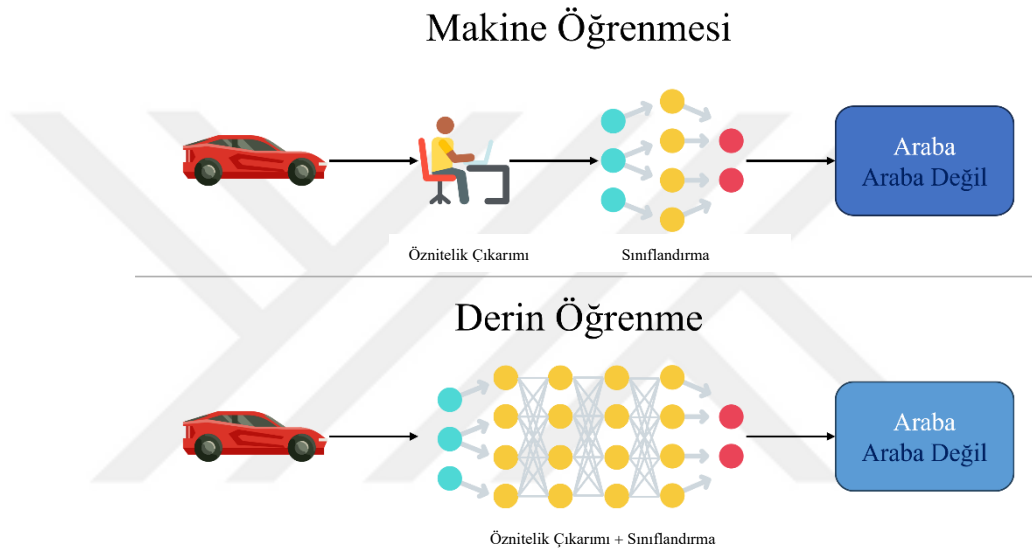 Makine Öğrenmesi
Araba
Araba Değil
Öznitelik Çıkarımı
Sınıflandırma
Derin Öğrenme
Araba
Araba Değil
Öznitelik Çıkarımı + Sınıflandırma